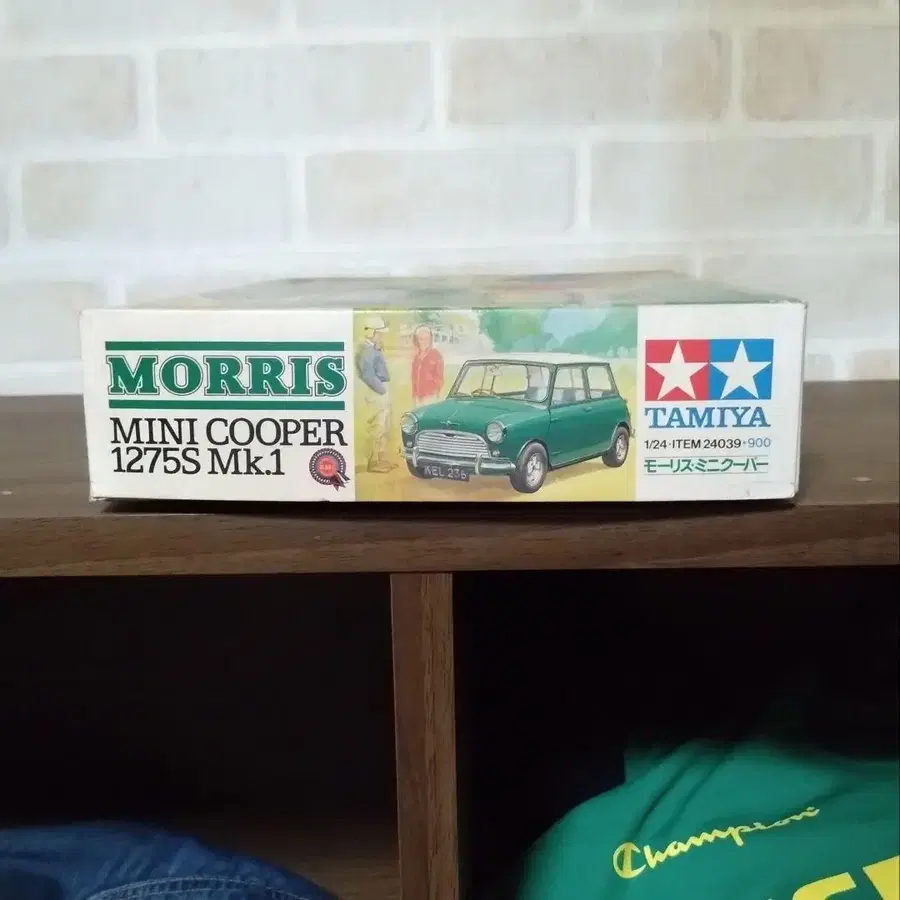 MORRIS
MINI COOPER
1275S Mk.1
KEL 236
TAMIYA
1/24・ITEM 24039・900
モーリス・ミニクーパー
Champion